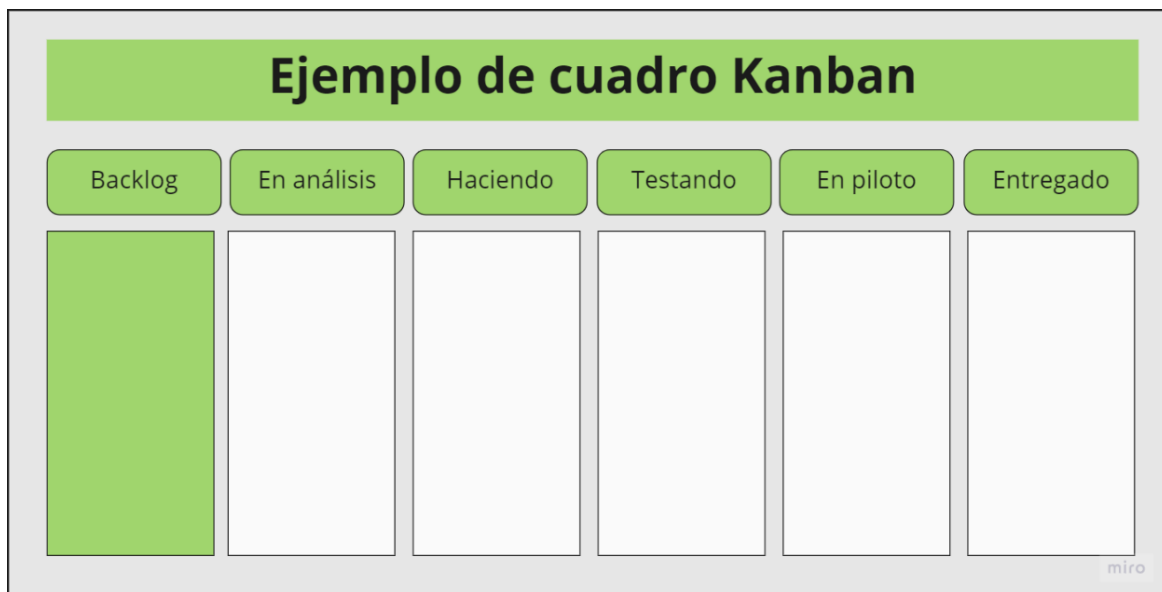 Ejemplo de cuadro Kanban
Backlog
En análisis
Haciendo
Testando
En piloto
Entregado
miro